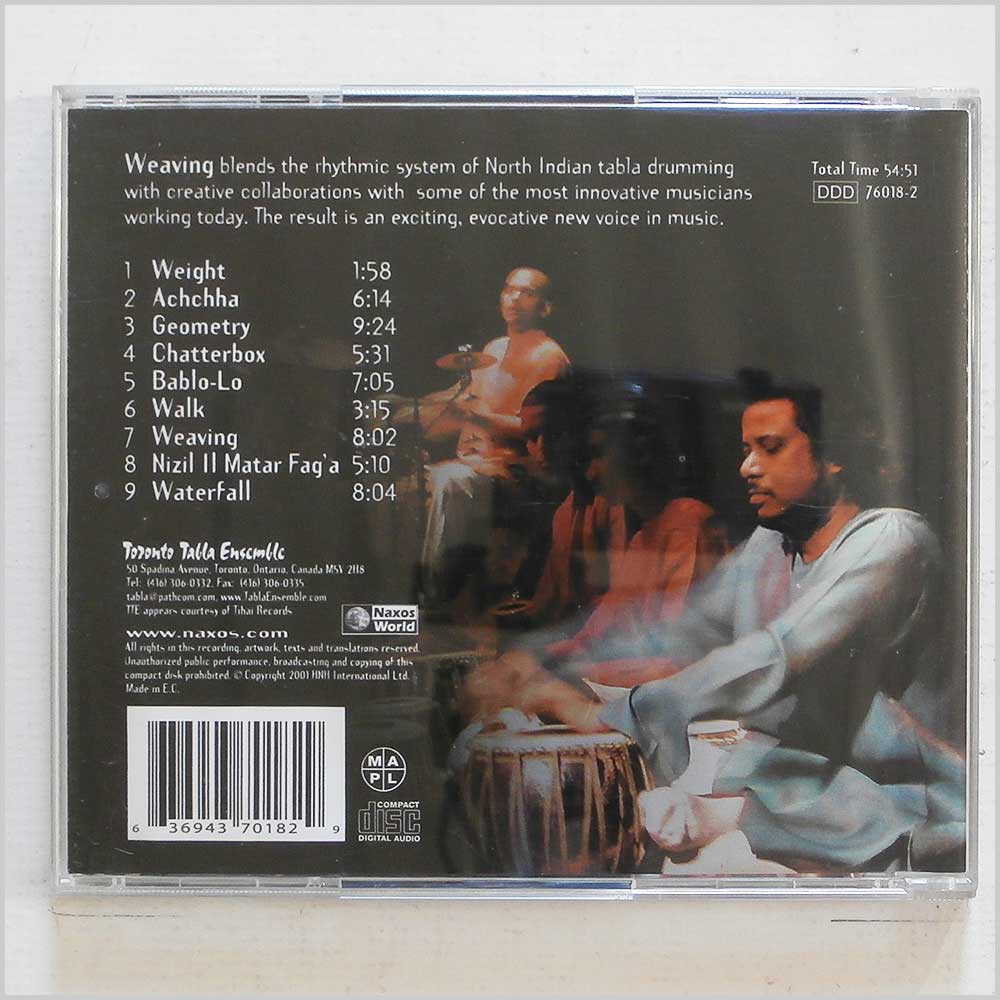 Weaving blends the rhythmic system of North Indian tabla drumming
with creative collaborations with some of the most innovative musicians
working today. The result is an exciting, evocative new voice in music.
Total Time 54:51
DDD 76018-2
1 Weight 1:58
2 Achchha 6:14
3 Geometry 9:24
4 Chatterbox 5:31
5 Bablo-Lo 7:05
6 Walk 3:15
7 Weaving 8:02
8 Nizil Il Matar Fag'a 5:10
9 Waterfall 8:04
Toronto Tabla Ensemble
50 Spadina Avenue, Toronto, Ontario, Canada M5V 2H8
Tel: (416) 306-0332, Fax: (416) 306-0335
tabla@pathcom.com, www.TablaEnsemble.com
TTE appears courtesy of Tihai Records
Naxos
World
www.naxos.com
All rights in this recording, artwork, texts and translations reserved.
Unauthorized public performance, broadcasting and copying of this
compact disk prohibited. © Copyright 2001 HNH International Ltd.
Made in E.C.
6 36943 70182 9
M A
P L
COMPACT
disc
DIGITAL AUDIO